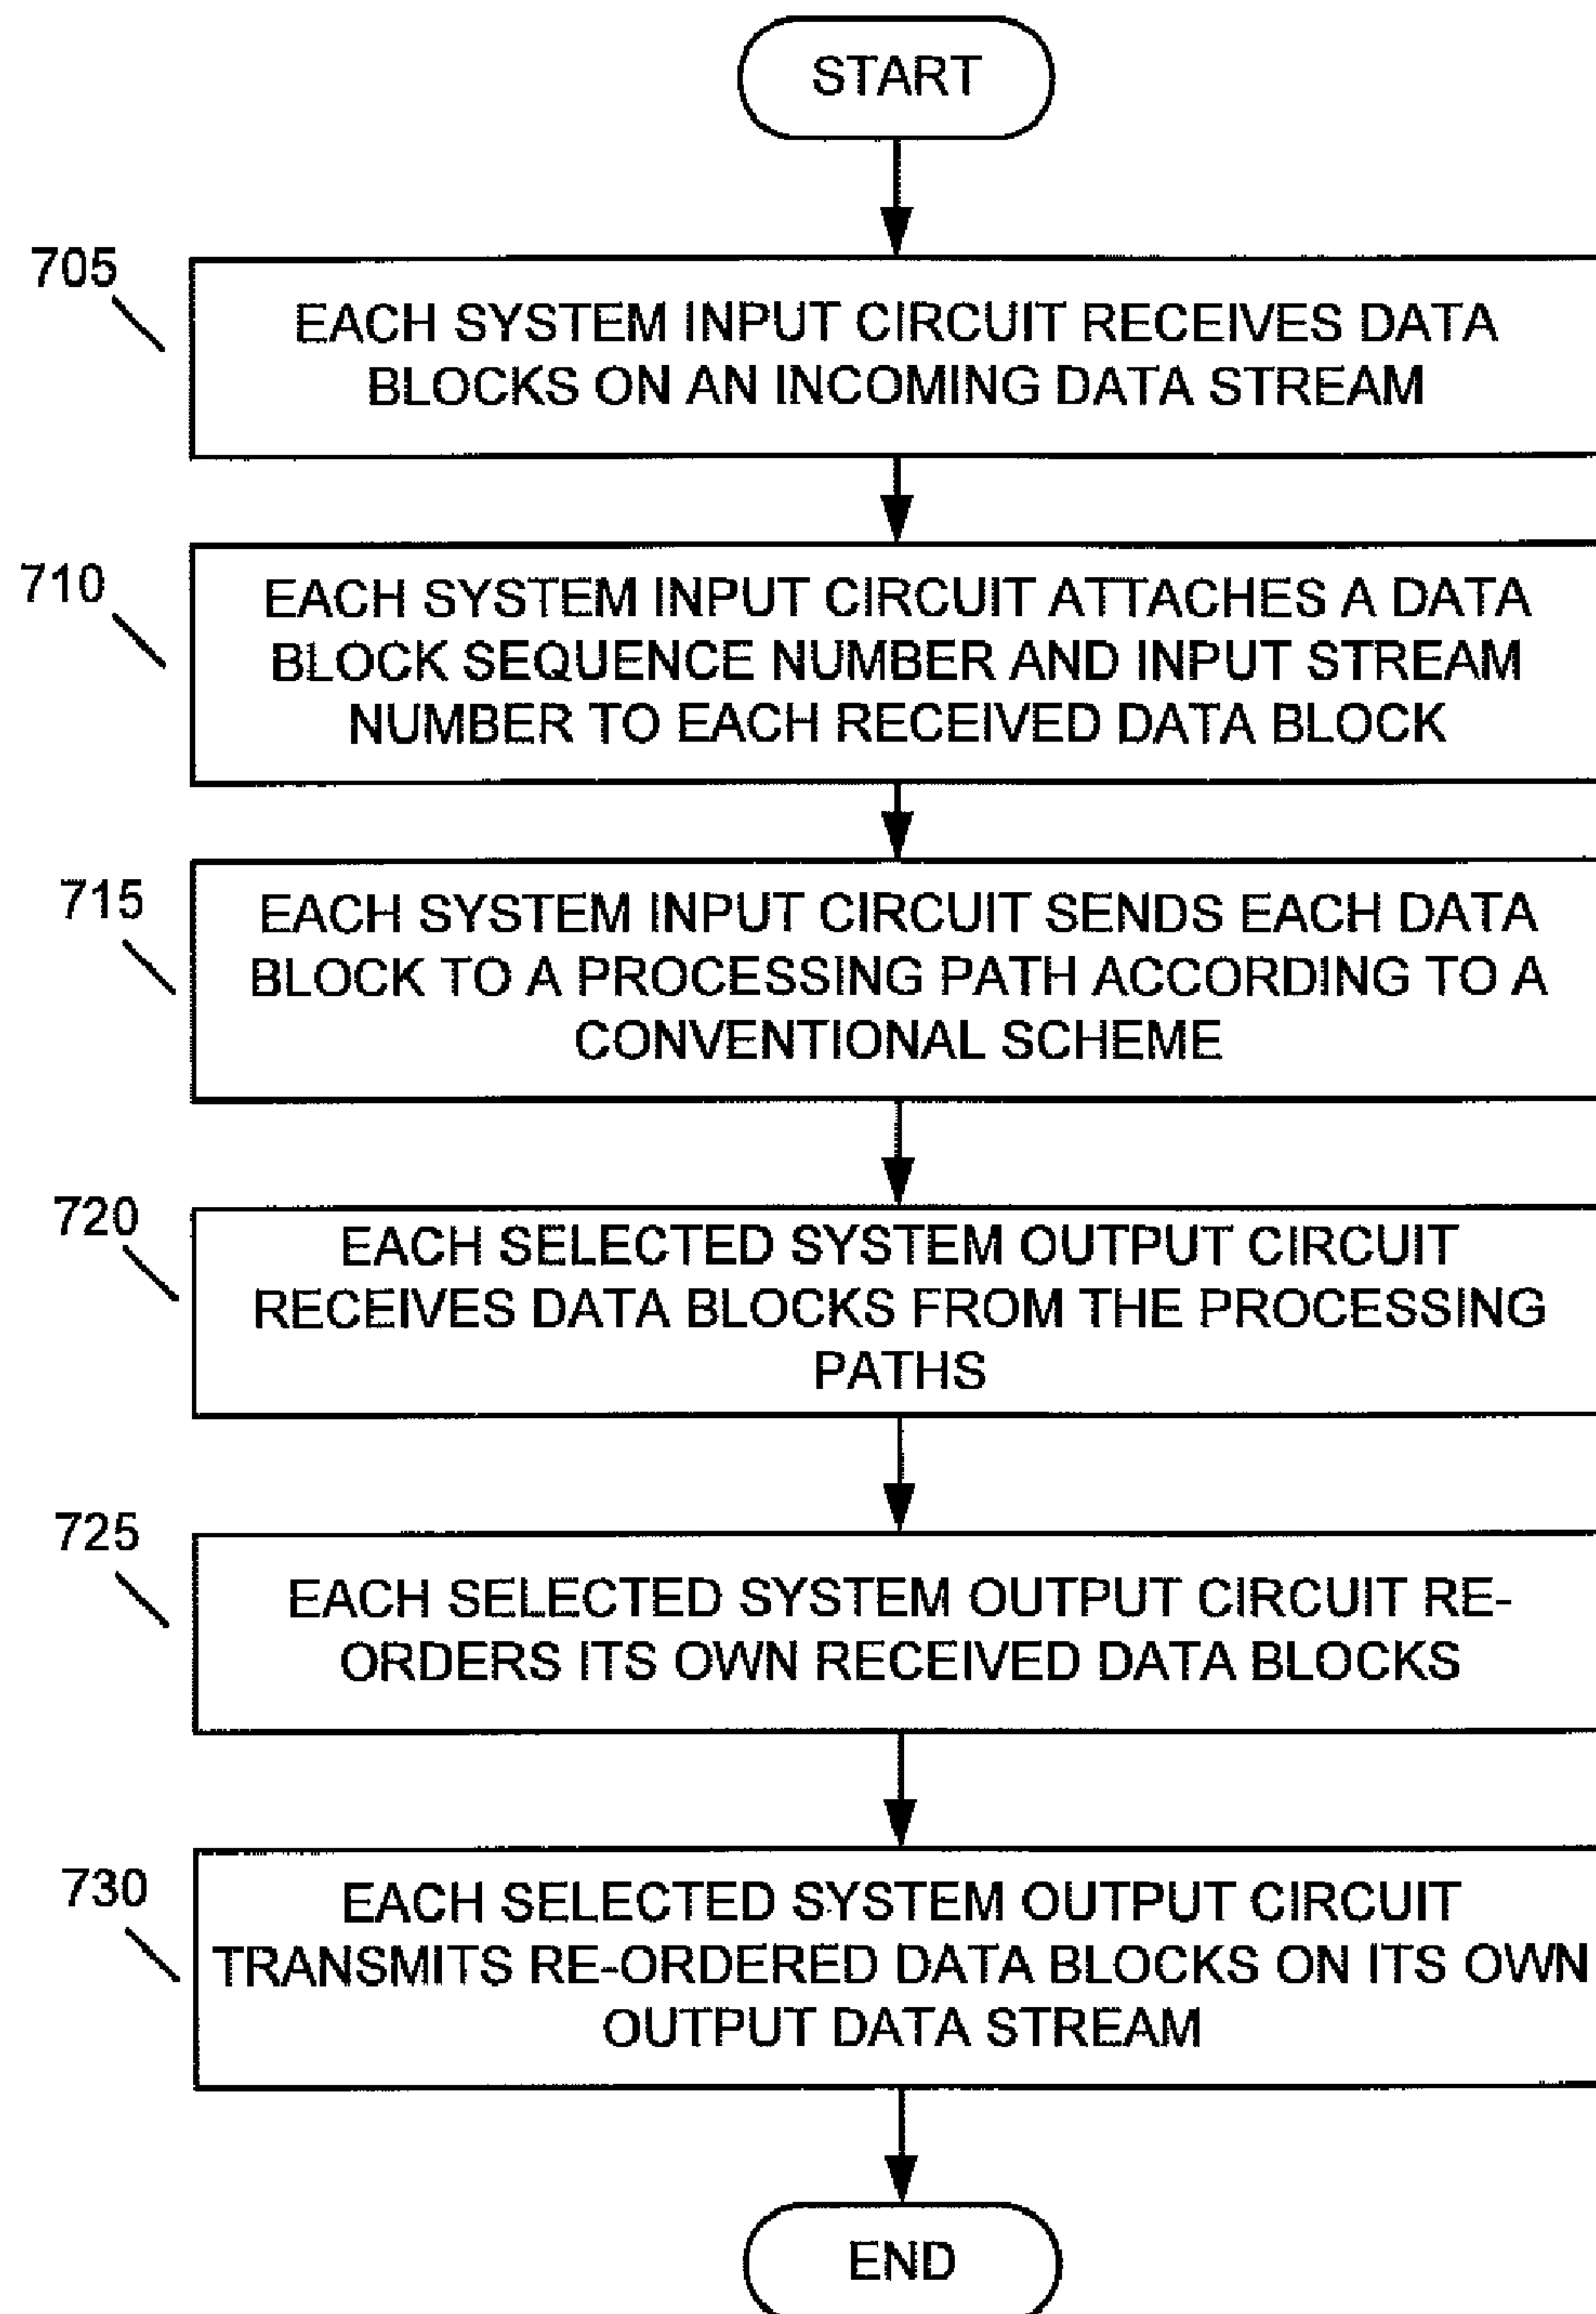 START
705
EACH SYSTEM INPUT CIRCUIT RECEIVES DATA
BLOCKS ON AN INCOMING DATA STREAM
710
EACH SYSTEM INPUT CIRCUIT ATTACHES A DATA
BLOCK SEQUENCE NUMBER AND INPUT STREAM
NUMBER TO EACH RECEIVED DATA BLOCK
715
EACH SYSTEM INPUT CIRCUIT SENDS EACH DATA
BLOCK TO A PROCESSING PATH ACCORDING TO A
CONVENTIONAL SCHEME
720
EACH SELECTED SYSTEM OUTPUT CIRCUIT
RECEIVES DATA BLOCKS FROM THE PROCESSING
PATHS
725
EACH SELECTED SYSTEM OUTPUT CIRCUIT RE-
ORDERS ITS OWN RECEIVED DATA BLOCKS
730
EACH SELECTED SYSTEM OUTPUT CIRCUIT
TRANSMITS RE-ORDERED DATA BLOCKS ON ITS OWN
OUTPUT DATA STREAM
END